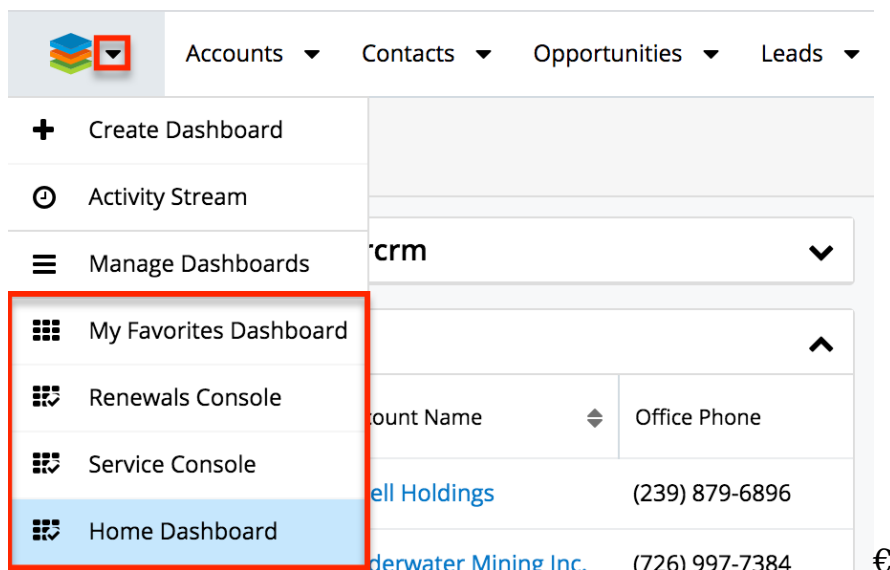 Accounts Contacts Opportunities Leads
Create Dashboard
Activity Stream
Manage Dashboards
rcrm
My Favorites Dashboard
Renewals Console
ount Name Office Phone
Service Console
ell Holdings (239) 879-6896
Home Dashboard
derwater Mining Inc. (726) 997-7384
€